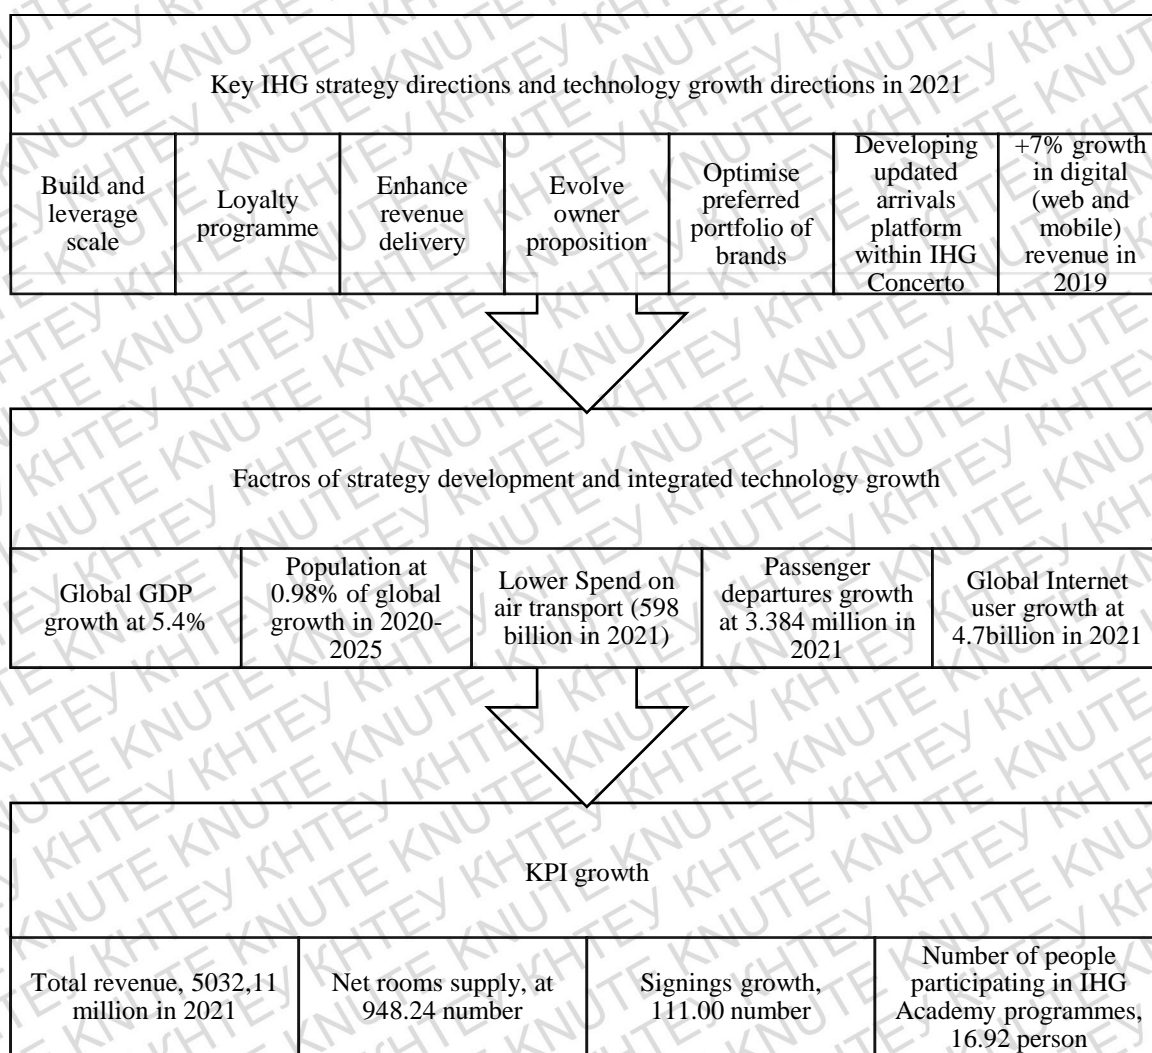 Key IHG strategy directions and technology growth directions in 2021
Build and
leverage
scale
Loyalty
programme
Enhance
revenue
delivery
Evolve
owner
proposition
Optimise
preferred
portfolio of
brands
Developing
updated
arrivals
platform
within IHG
Concerto
+7% growth
in digital
(web and
mobile)
revenue in
2019
Factros of strategy development and integrated technology growth
Global GDP
growth at 5.4%
Population at
0.98% of global
growth in 2020-
2025
Lower Spend on
air transport (598
billion in 2021)
Passenger
departures growth
at 3.384 million in
2021
Global Internet
user growth at
4.7billion in 2021
KPI growth
Total revenue, 5032,11
million in 2021
Net rooms supply, at
948.24 number
Signings growth,
111.00 number
Number of people
participating in IHG
Academy programmes,
16.92 person